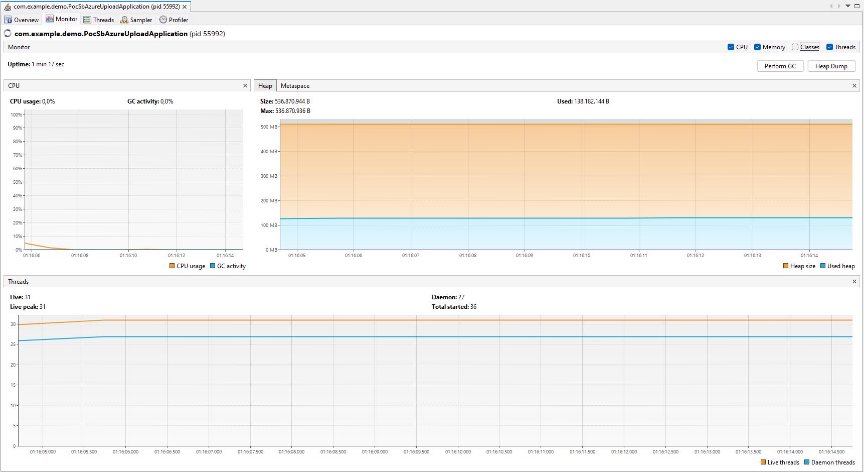 com.example.demo.PocSbAzureUploadApplication (pid 55992)
Overview Monitor Threads Sampler Profiler
com.example.demo.PocSbAzureUploadApplication (pid 55992)
Monitor CPU Memory Classes Threads
Uptime: 1 min 17 sec
Perform GC Heap Dump
CPU
CPU usage: 0,0% GC activity: 0,0%
100%
90%
80%
70%
60%
50%
40%
30%
20%
10%
0%
01:16:06 01:16:08 01:16:10 01:16:12 01:16:14
CPU usage GC activity
Heap Metaspace
Size: 536.870.944 B Used: 138.182.144 B
Max: 536.870.936 B
500 MB
400 MB
300 MB
200 MB
100 MB
0 MB
01:16:05 01:16:06 01:16:07 01:16:08 01:16:09 01:16:10 01:16:11 01:16:12 01:16:13 01:16:14
Heap size Used heap
Threads
Live: 31 Daemon: 27
Live peak: 31 Total started: 36
30
25
20
15
10
5
0
01:16:05.000 01:16:05.500 01:16:06.000 01:16:06.500 01:16:07.000 01:16:07.500 01:16:08.000 01:16:08.500 01:16:09.000 01:16:09.500 01:16:10.000 01:16:10.500 01:16:11.000 01:16:11.500 01:16:12.000 01:16:12.500 01:16:13.000 01:16:13.500 01:16:14.000 01:16:14.500
Live threads Daemon threads